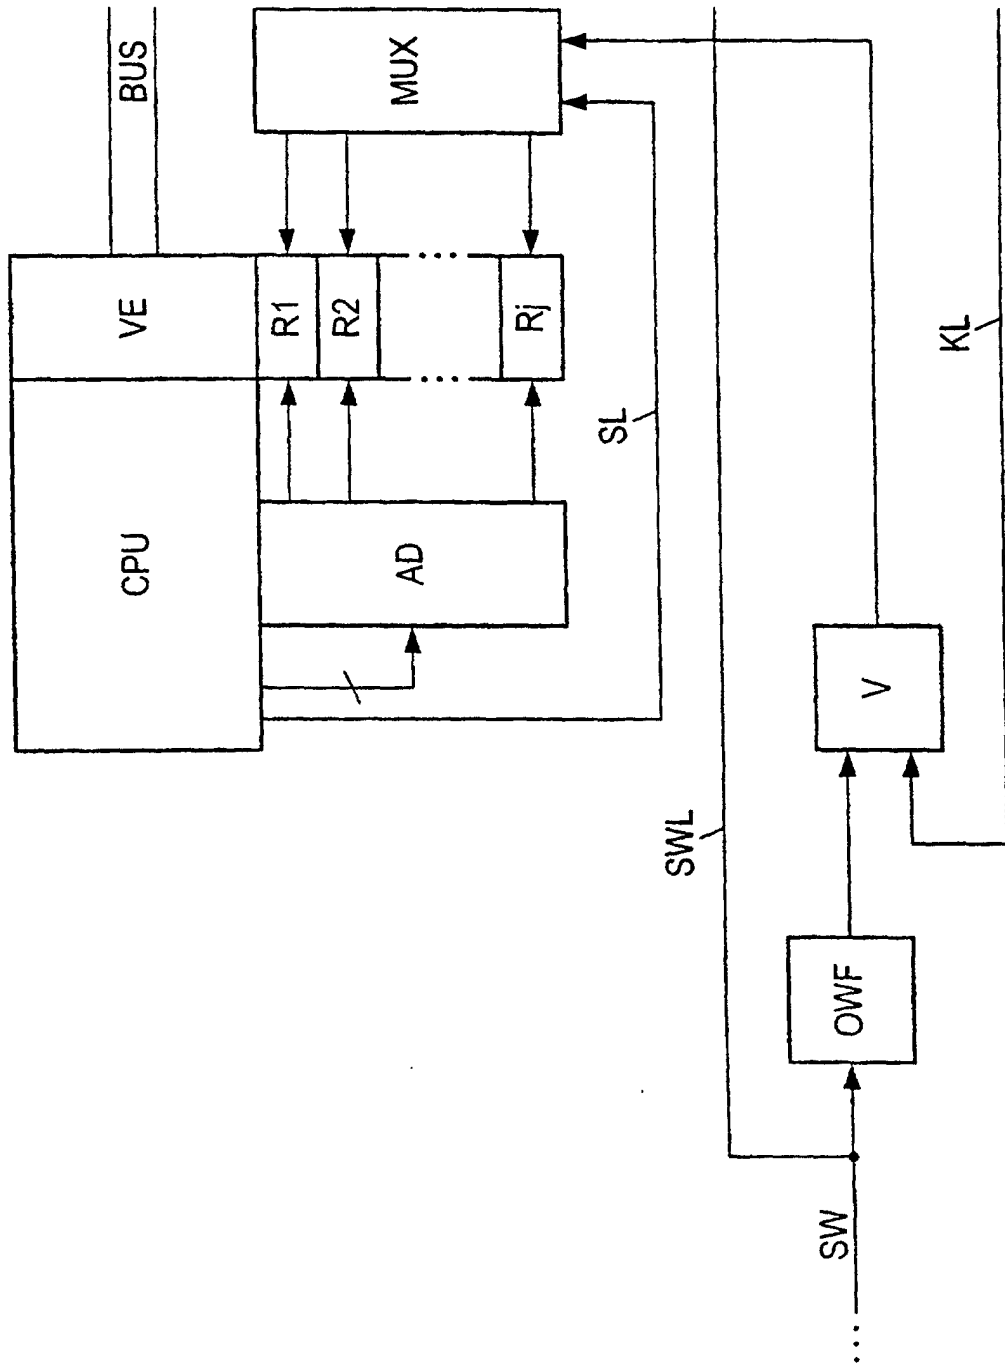 BUS
MUX
VE
R1
R2
....
Rj
....
CPU
AD
SL
KL
V
SWL
OWF
SW
....